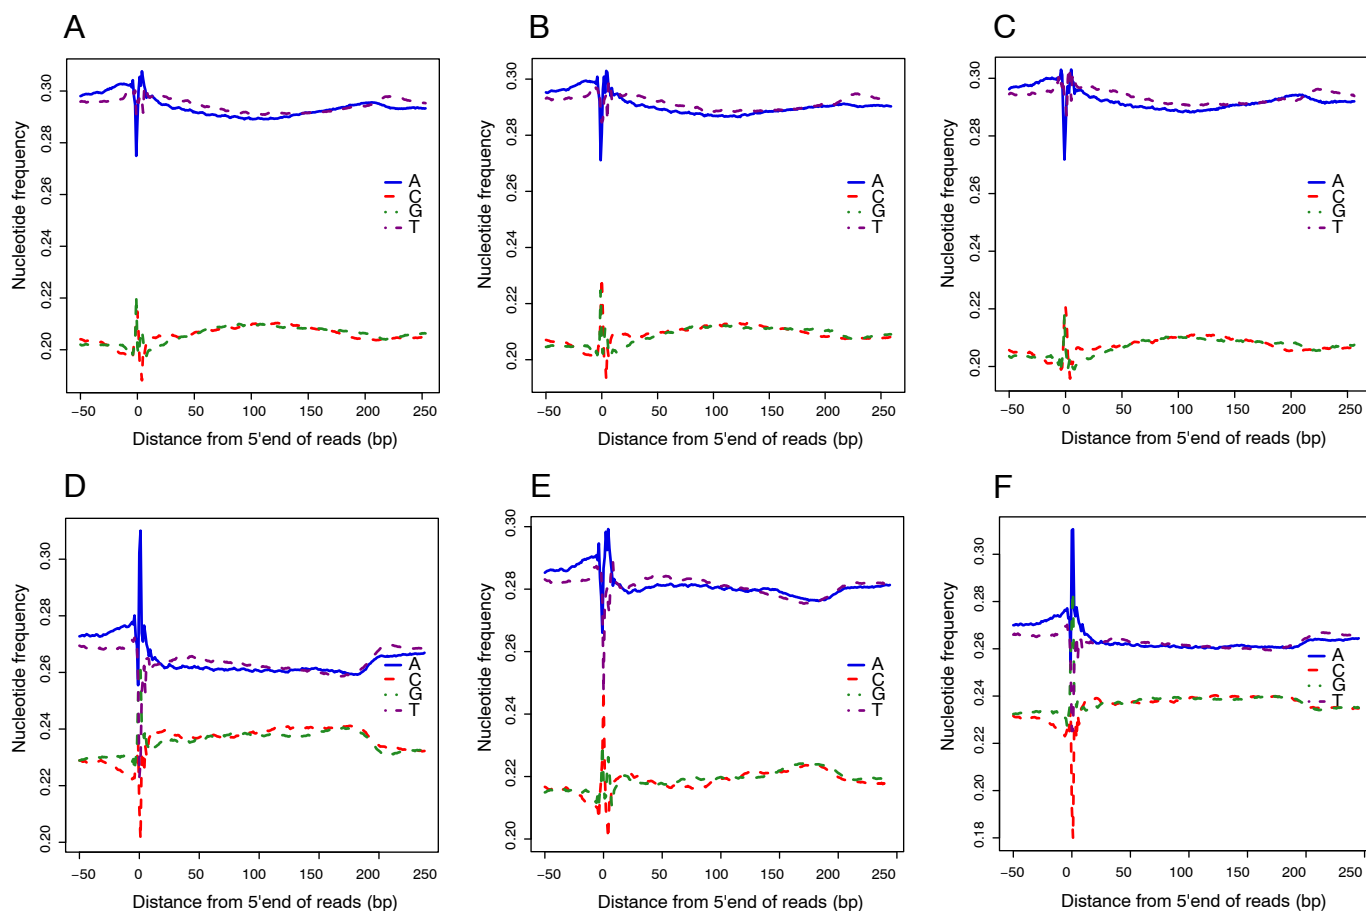 A
B
C
Nucleotide frequency
0.30
0.28
0.26
0.24
0.22
0.20
A
C
G
T
−50
0
50
100
150
200
250
Distance from 5'end of reads (bp)
Nucleotide frequency
0.30
0.28
0.26
0.24
0.22
0.20
A
C
G
T
−50
0
50
100
150
200
250
Distance from 5'end of reads (bp)
Nucleotide frequency
0.30
0.28
0.26
0.24
0.22
0.20
A
C
G
T
−50
0
50
100
150
200
250
Distance from 5'end of reads (bp)
D
E
F
Nucleotide frequency
0.30
0.28
0.26
0.24
0.22
0.20
A
C
G
T
−50
0
50
100
150
200
250
Distance from 5'end of reads (bp)
Nucleotide frequency
0.30
0.28
0.26
0.24
0.22
0.20
A
C
G
T
−50
0
50
100
150
200
250
Distance from 5'end of reads (bp)
Nucleotide frequency
0.30
0.28
0.26
0.24
0.22
0.20
0.18
A
C
G
T
−50
0
50
100
150
200
250
Distance from 5'end of reads (bp)